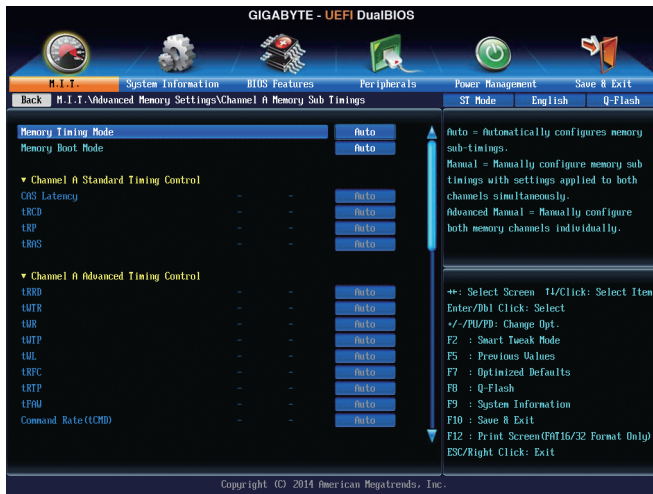 GIGABYTE - UEFI DualBIOS
M.I.T. System Information BIOS Features Peripherals Power Management Save & Exit
Back M.I.T.\Advanced Memory Settings\Channel A Memory Sub Timings ST Mode English Q-Flash
Memory Timing Mode Auto
Memory Boot Mode Auto
▼ Channel A Standard Timing Control
CAS Latency - - Auto
tRCD - - Auto
tRP - - Auto
tRAS - - Auto
▼ Channel A Advanced Timing Control
tRRD - - Auto
tWTR - - Auto
tWR - - Auto
tWTP - - Auto
tWL - - Auto
tRFC - - Auto
tRTP - - Auto
tFAW - - Auto
Command Rate(tCMD) - - Auto
Auto = Automatically configures memory
sub-timings.
Manual = Manually configure memory sub
timings with settings applied to both
channels simultaneously.
Advanced Manual = Manually configure
both memory channels individually.
→←: Select Screen ↑↓/Click: Select Item
Enter/Dbl Click: Select
+/-/PU/PD: Change Opt.
F2 : Smart Tweak Mode
F5 : Previous Values
F7 : Optimized Defaults
F8 : Q-Flash
F9 : System Information
F10 : Save & Exit
F12 : Print Screen(FAT16/32 Format Only)
ESC/Right Click: Exit
Copyright (C) 2014 American Megatrends, Inc.